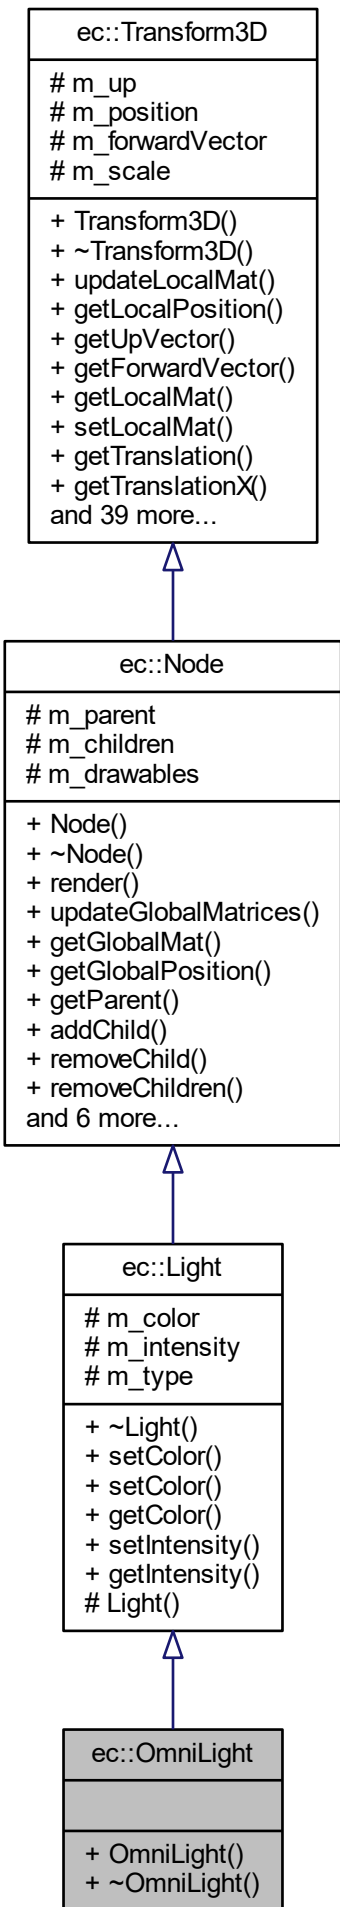 ec::Transform3D
# m_up
# m_position
# m_forwardVector
# m_scale
+ Transform3D()
+ ~Transform3D()
+ updateLocalMat()
+ getLocalPosition()
+ getUpVector()
+ getForwardVector()
+ getLocalMat()
+ setLocalMat()
+ getTranslation()
+ getTranslationX()
and 39 more...
ec::Node
# m_parent
# m_children
# m_drawables
+ Node()
+ ~Node()
+ render()
+ updateGlobalMatrices()
+ getGlobalMat()
+ getGlobalPosition()
+ getParent()
+ addChild()
+ removeChild()
+ removeChildren()
and 6 more...
ec::Light
# m_color
# m_intensity
# m_type
+ ~Light()
+ setColor()
+ setColor()
+ getColor()
+ setIntensity()
+ getIntensity()
# Light()
ec::OmniLight
+ OmniLight()
+ ~OmniLight()